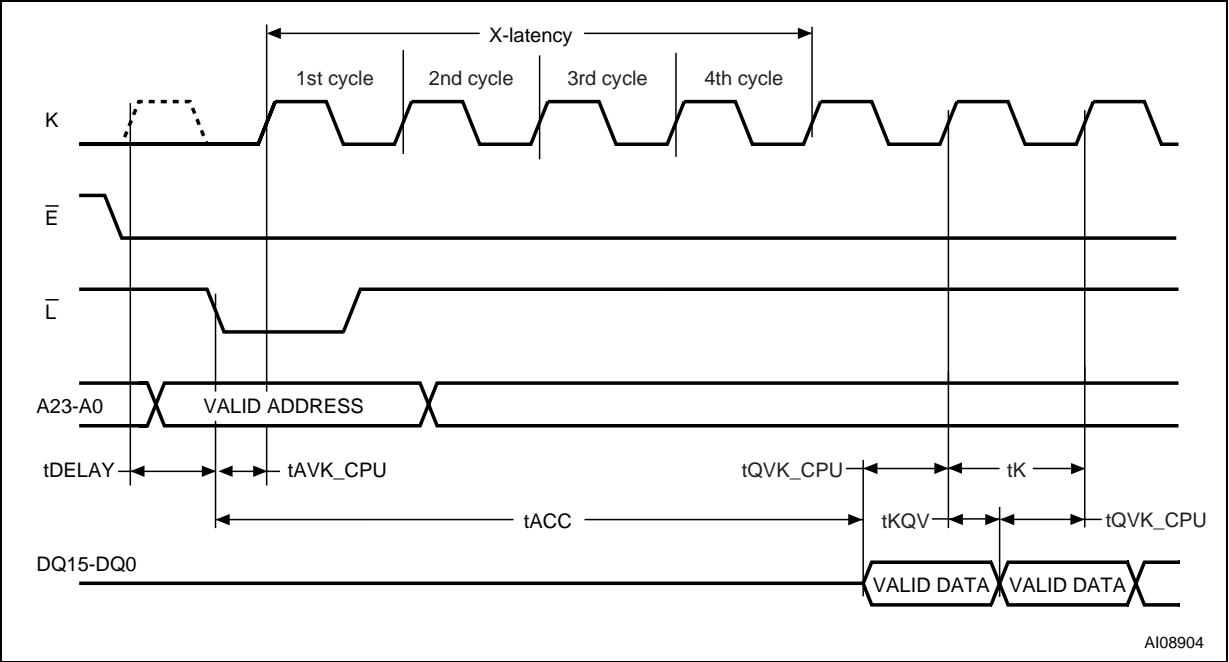 X-latency
1st cycle
2nd cycle
3rd cycle
4th cycle
K
E
L
A23-A0
VALID ADDRESS
tDELAY
tAVK_CPU
tQVK_CPU
tK
tACC
tKQV
tQVK_CPU
DQ15-DQ0
VALID DATA
VALID DATA
AI08904